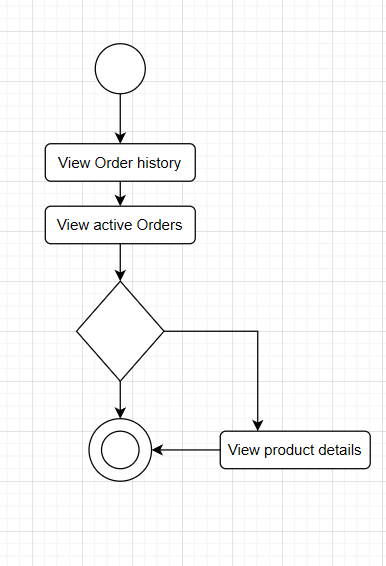 View Order history
View active Orders
View product details